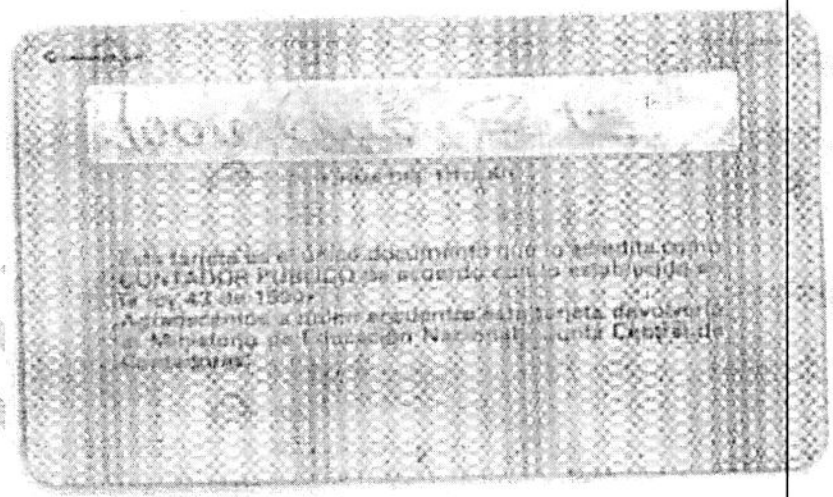 FIRMA DEL TITULAR
Esta tarjeta es el único documento que lo acredita como
CONTADOR PUBLICO de acuerdo con lo establecido en
la ley 43 de 1990.
Agradecemos a quien encuentre esta tarjeta devolverla
al Ministerio de Educación Nacional, Junta Central de
Contadores.